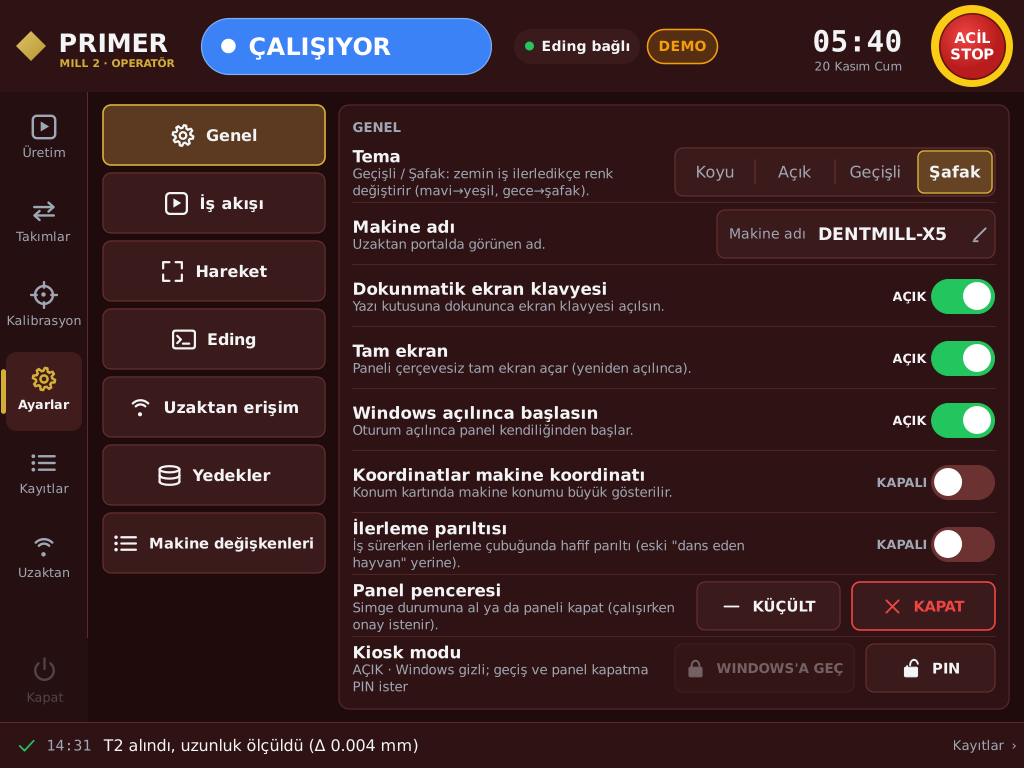 PRIMER
MILL 2 · OPERATÖR
ÇALIŞIYOR
Eding bağlı
DEMO
05:40
20 Kasım Cum
ACİL
STOP
Üretim
Takımlar
Kalibrasyon
Ayarlar
Kayıtlar
Uzaktan
Kapat
Genel
İş akışı
Hareket
Eding
Uzaktan erişim
Yedekler
Makine değişkenleri
GENEL
Tema
Geçişli / Şafak: zemin iş ilerledikçe renk
değiştirir (mavi→yeşil, gece→şafak).
Koyu
Açık
Geçişli
Şafak
Makine adı
Uzaktan portalda görünen ad.
Makine adı DENTMILL-X5
Dokunmatik ekran klavyesi
Yazı kutusuna dokununca ekran klavyesi açılsın.
AÇIK
Tam ekran
Paneli çerçevesiz tam ekran açar (yeniden açılınca).
AÇIK
Windows açılınca başlasın
Oturum açılınca panel kendiliğinden başlar.
AÇIK
Koordinatlar makine koordinatı
Konum kartında makine konumu büyük gösterilir.
KAPALI
İlerleme parıltısı
İş sürerken ilerleme çubuğunda hafif parıltı (eski "dans eden
hayvan" yerine).
KAPALI
Panel penceresi
Simge durumuna al ya da paneli kapat (çalışırken
onay istenir).
KÜÇÜLT
KAPAT
Kiosk modu
AÇIK · Windows gizli; geçiş ve panel kapatma
PIN ister
WINDOWS'A GEÇ
PIN
14:31 T2 alındı, uzunluk ölçüldü (Δ 0.004 mm)
Kayıtlar ›